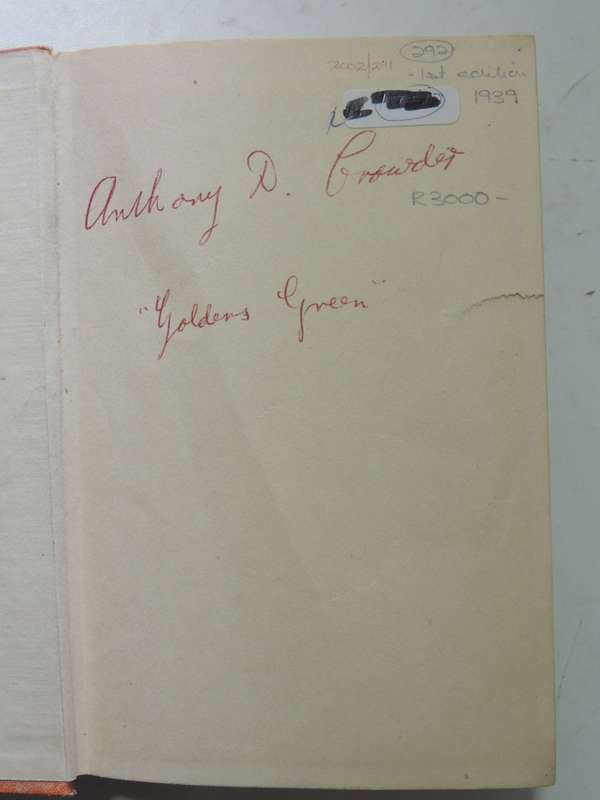 2002/291 292
-1st edition
1939
Anthony D. Crowder
R3000-
"Golders Green"